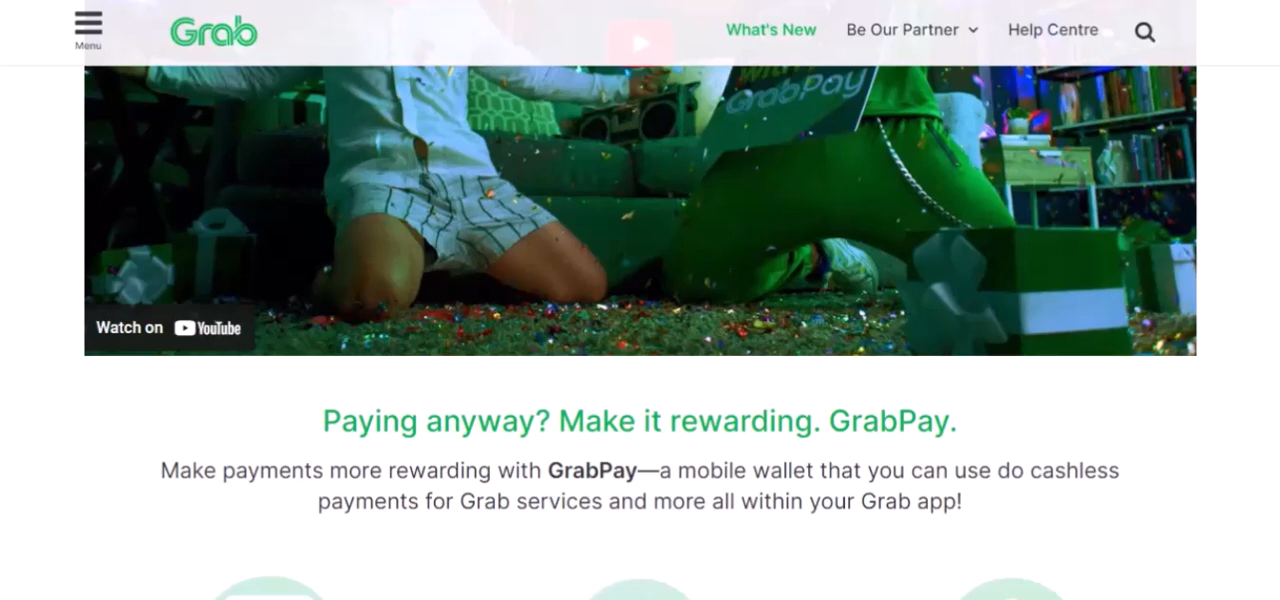 Menu
Grab
What's New
Be Our Partner
Help Centre
GrabPay
Watch on YouTube
Paying anyway? Make it rewarding. GrabPay.
Make payments more rewarding with GrabPay—a mobile wallet that you can use do cashless
payments for Grab services and more all within your Grab app!